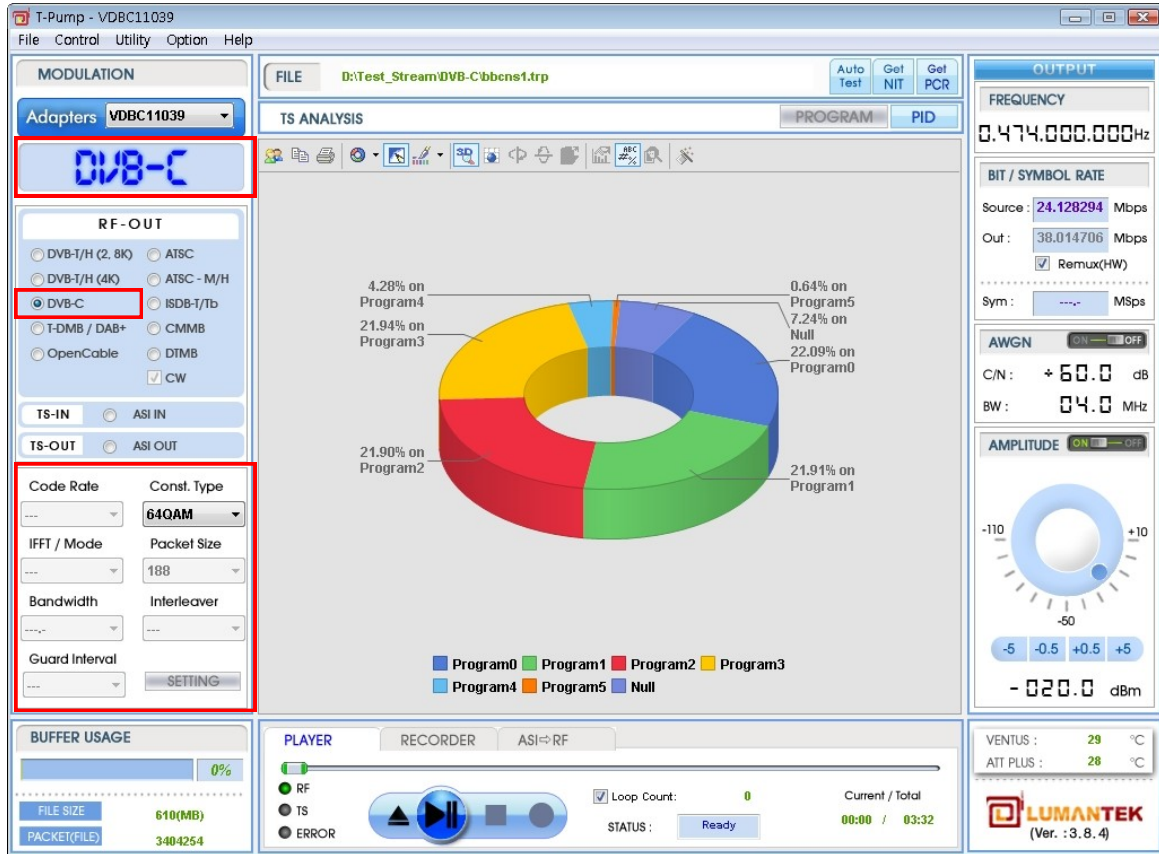 T-Pump - VDBC11039
File Control Utility Option Help
MODULATION
Adapters VDBC11039
DVB-C
RF-OUT
DVB-T/H (2, 8K) ATSC
DVB-T/H (4K) ATSC - M/H
DVB-C ISDB-T/Tb
T-DMB / DAB+ CMMB
OpenCable DTMB
CW
TS-IN ASI IN
TS-OUT ASI OUT
Code Rate Const. Type
--- 64QAM
IFFT / Mode Packet Size
--- 188
Bandwidth Interleaver
---.- ---
Guard Interval
--- SETTING
BUFFER USAGE
0%
FILE SIZE 610(MB)
PACKET(FILE) 3404254
FILE D:\Test_Stream\DVB-C\bbcns1.trp
Auto Test
Get NIT
Get PCR
TS ANALYSIS PROGRAM PID
3D
ABC
#%
4.28% on
Program4
21.94% on
Program3
21.90% on
Program2
0.64% on
Program5
7.24% on
Null
22.09% on
Program0
21.91% on
Program1
Program0 Program1 Program2 Program3
Program4 Program5 Null
PLAYER RECORDER ASI⇨RF
RF
TS
ERROR
Loop Count: 0
STATUS : Ready
Current / Total
00:00 / 03:32
OUTPUT
FREQUENCY
0.474.000.000Hz
BIT / SYMBOL RATE
Source : 24.128294 Mbps
Out : 38.014706 Mbps
Remux(HW)
Sym : ---.- MSps
AWGN ON OFF
C/N : +60.0 dB
BW : 04.0 MHz
AMPLITUDE ON OFF
-110 +10
-50
-5 -0.5 +0.5 +5
-020.0 dBm
VENTUS : 29 °C
ATT PLUS : 28 °C
LUMANTEK
(Ver. :3.8.4)